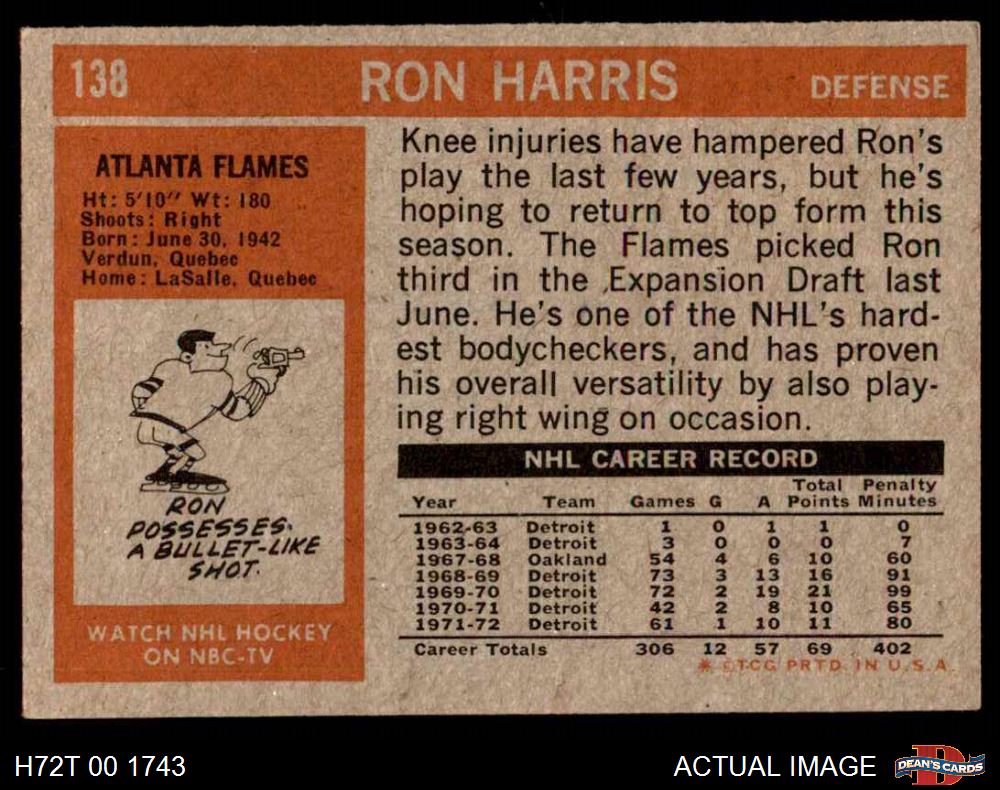 138 RON HARRIS DEFENSE
ATLANTA FLAMES
Ht: 5'10" Wt: 180
Shoots: Right
Born: June 30, 1942
Verdun, Quebec
Home: LaSalle, Quebec
RON
POSSESSES
A BULLET-LIKE
SHOT.
WATCH NHL HOCKEY
ON NBC-TV
Knee injuries have hampered Ron's
play the last few years, but he's
hoping to return to top form this
season. The Flames picked Ron
third in the Expansion Draft last
June. He's one of the NHL's hard-
est bodycheckers, and has proven
his overall versatility by also play-
ing right wing on occasion.
NHL CAREER RECORD
Year Team Games G A Total Points Penalty Minutes
1962-63 Detroit 1 0 1 1 0
1963-64 Detroit 3 0 0 0 7
1967-68 Oakland 54 4 6 10 60
1968-69 Detroit 73 3 13 16 91
1969-70 Detroit 72 2 19 21 99
1970-71 Detroit 42 2 8 10 65
1971-72 Detroit 61 1 10 11 80
Career Totals 306 12 57 69 402
* ©TCG PRTD. IN U.S.A.
H72T 00 1743 ACTUAL IMAGE DEAN'S CARDS